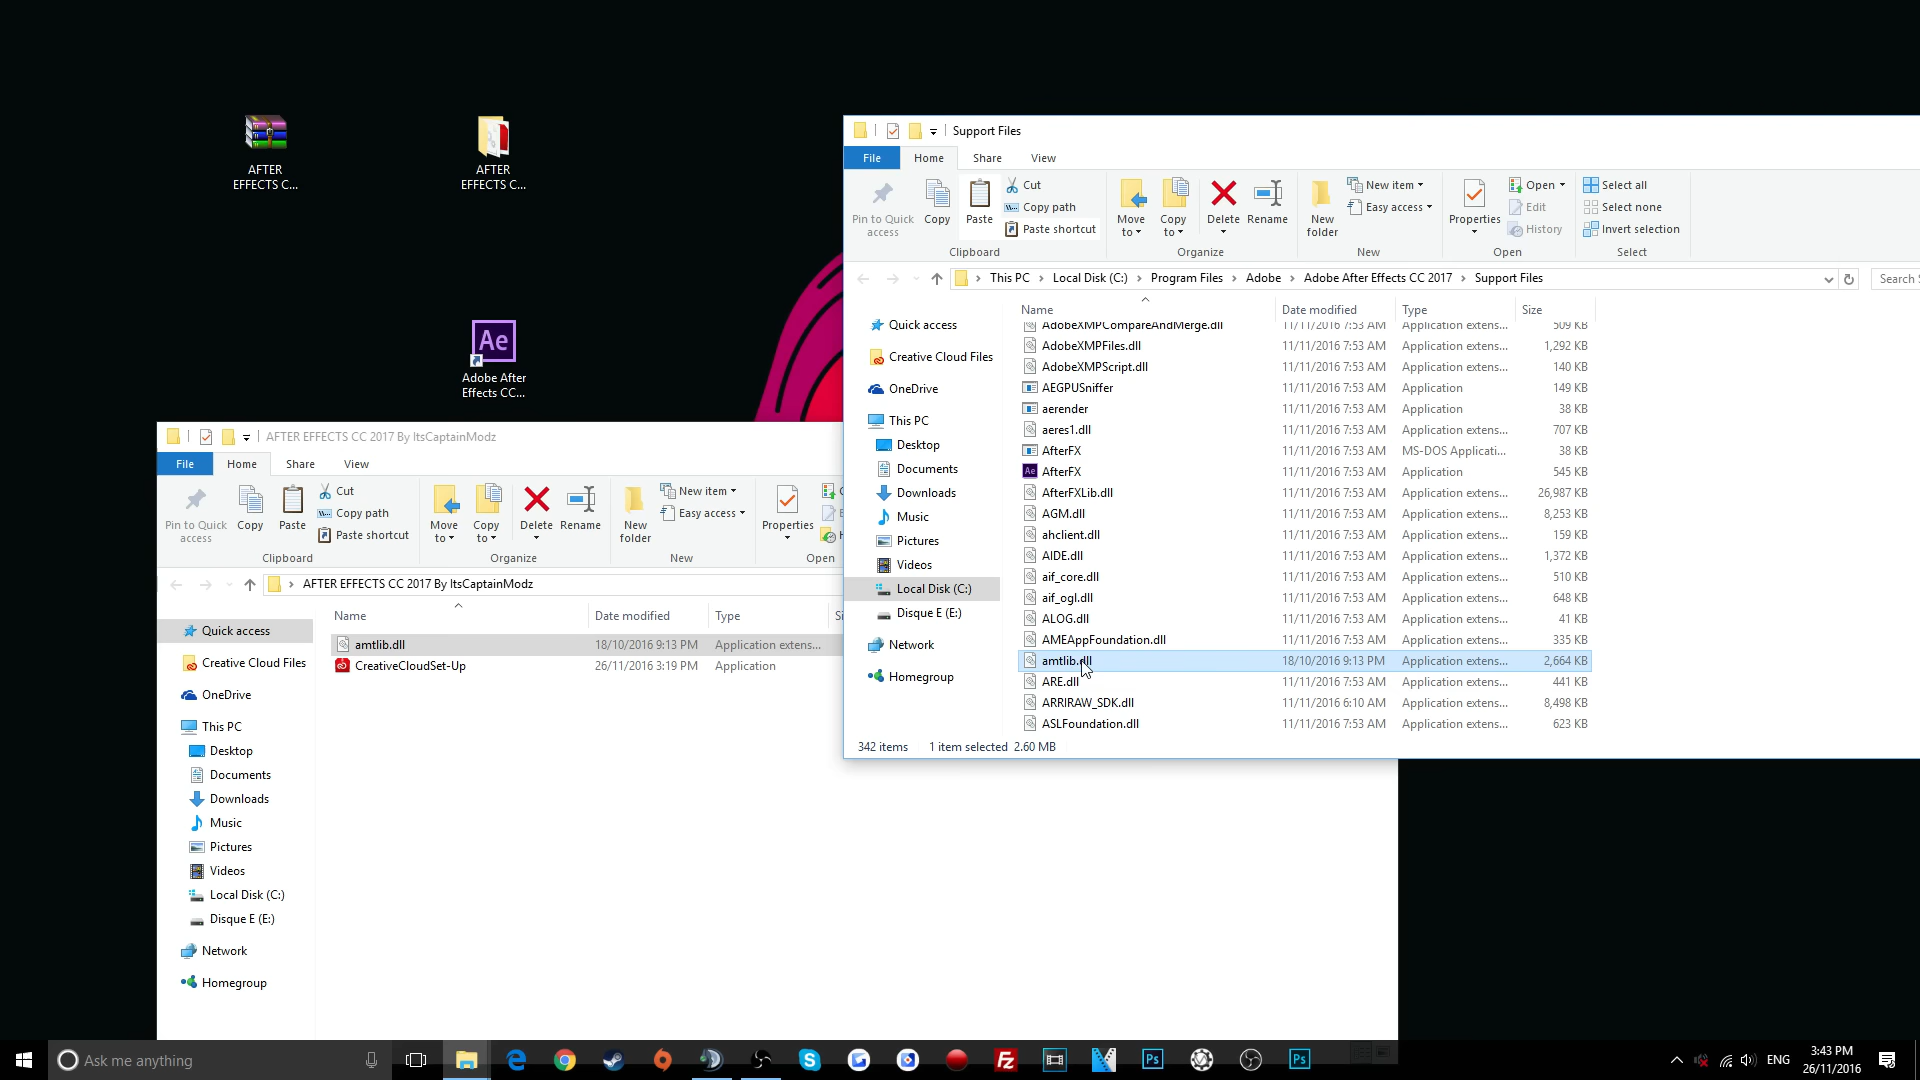 AFTER
EFFECTS C...
AFTER
EFFECTS C...
Ae
Adobe After
Effects CC...
Support Files
File Home Share View
Pin to Quick access
Copy
Paste
Cut
Copy path
Paste shortcut
Clipboard
Move to
Copy to
Delete
Rename
Organize
New folder
New item
Easy access
New
Properties
Open
Edit
History
Open
Select all
Select none
Invert selection
Select
This PC > Local Disk (C:) > Program Files > Adobe > Adobe After Effects CC 2017 > Support Files
Search
Quick access
Creative Cloud Files
OneDrive
This PC
Desktop
Documents
Downloads
Music
Pictures
Videos
Local Disk (C:)
Disque E (E:)
Network
Homegroup
Name Date modified Type Size
AdobeXMPCompareAndMerge.dll 11/11/2016 7:53 AM Application extens... 509 KB
AdobeXMPFiles.dll 11/11/2016 7:53 AM Application extens... 1,292 KB
AdobeXMPScript.dll 11/11/2016 7:53 AM Application extens... 140 KB
AEGPUSniffer 11/11/2016 7:53 AM Application 149 KB
aerender 11/11/2016 7:53 AM Application 38 KB
aeres1.dll 11/11/2016 7:53 AM Application extens... 707 KB
AfterFX 11/11/2016 7:53 AM MS-DOS Applicati... 38 KB
Ae AfterFX 11/11/2016 7:53 AM Application 545 KB
AfterFXLib.dll 11/11/2016 7:53 AM Application extens... 26,987 KB
AGM.dll 11/11/2016 7:53 AM Application extens... 8,253 KB
ahclient.dll 11/11/2016 7:53 AM Application extens... 159 KB
AIDE.dll 11/11/2016 7:53 AM Application extens... 1,372 KB
aif_core.dll 11/11/2016 7:53 AM Application extens... 510 KB
aif_ogl.dll 11/11/2016 7:53 AM Application extens... 648 KB
ALOG.dll 11/11/2016 7:53 AM Application extens... 41 KB
AMEAppFoundation.dll 11/11/2016 7:53 AM Application extens... 335 KB
amtlib.dll 18/10/2016 9:13 PM Application extens... 2,664 KB
ARE.dll 11/11/2016 7:53 AM Application extens... 441 KB
ARRIRAW_SDK.dll 11/11/2016 6:10 AM Application extens... 8,498 KB
ASLFoundation.dll 11/11/2016 7:53 AM Application extens... 623 KB
342 items 1 item selected 2.60 MB
AFTER EFFECTS CC 2017 By ItsCaptainModz
File Home Share View
Pin to Quick access
Copy
Paste
Cut
Copy path
Paste shortcut
Clipboard
Move to
Copy to
Delete
Rename
Organize
New folder
New item
Easy access
New
Properties
Open
AFTER EFFECTS CC 2017 By ItsCaptainModz
Quick access
Creative Cloud Files
OneDrive
This PC
Desktop
Documents
Downloads
Music
Pictures
Videos
Local Disk (C:)
Disque E (E:)
Network
Homegroup
Name Date modified Type
amtlib.dll 18/10/2016 9:13 PM Application extens...
CreativeCloudSet-Up 26/11/2016 3:19 PM Application
Ask me anything
Fz
Ps
Ps
ENG
3:43 PM
26/11/2016